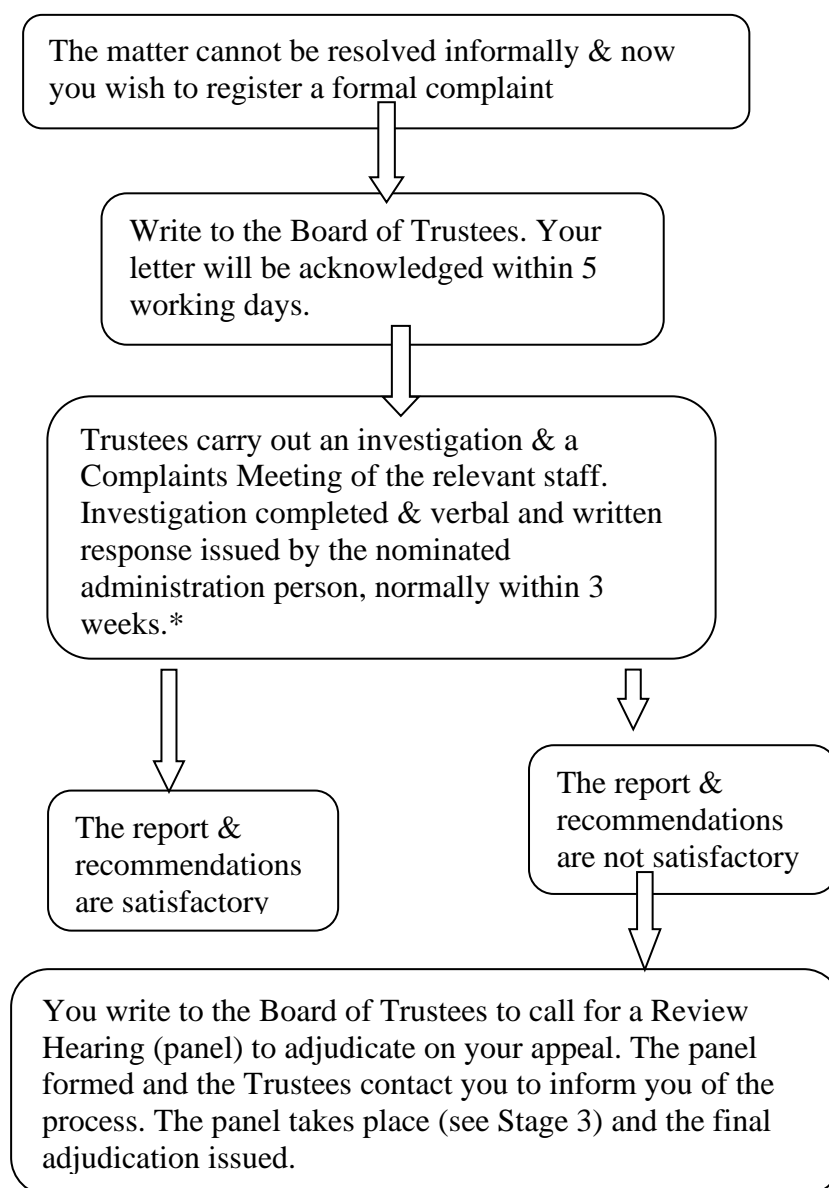 The matter cannot be resolved informally & now
you wish to register a formal complaint
Write to the Board of Trustees. Your
letter will be acknowledged within 5
working days.
Trustees carry out an investigation & a
Complaints Meeting of the relevant staff.
Investigation completed & verbal and written
response issued by the nominated
administration person, normally within 3
weeks.*
The report &
recommendations
are satisfactory
The report &
recommendations
are not satisfactory
You write to the Board of Trustees to call for a Review
Hearing (panel) to adjudicate on your appeal. The panel
formed and the Trustees contact you to inform you of the
process. The panel takes place (see Stage 3) and the final
adjudication issued.